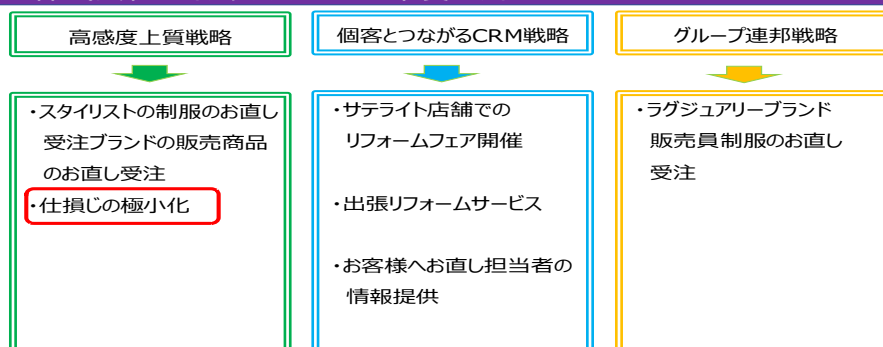 高感度上質戦略
・スタイリストの制服のお直し
受注ブランドの販売商品
のお直し受注
・仕損じの極小化
個客とつながるCRM戦略
・サテライト店舗での
リフォームフェア開催
・出張リフォームサービス
・お客様へお直し担当者の
情報提供
グループ連邦戦略
・ラグジュアリーブランド
販売員制服のお直し
受注